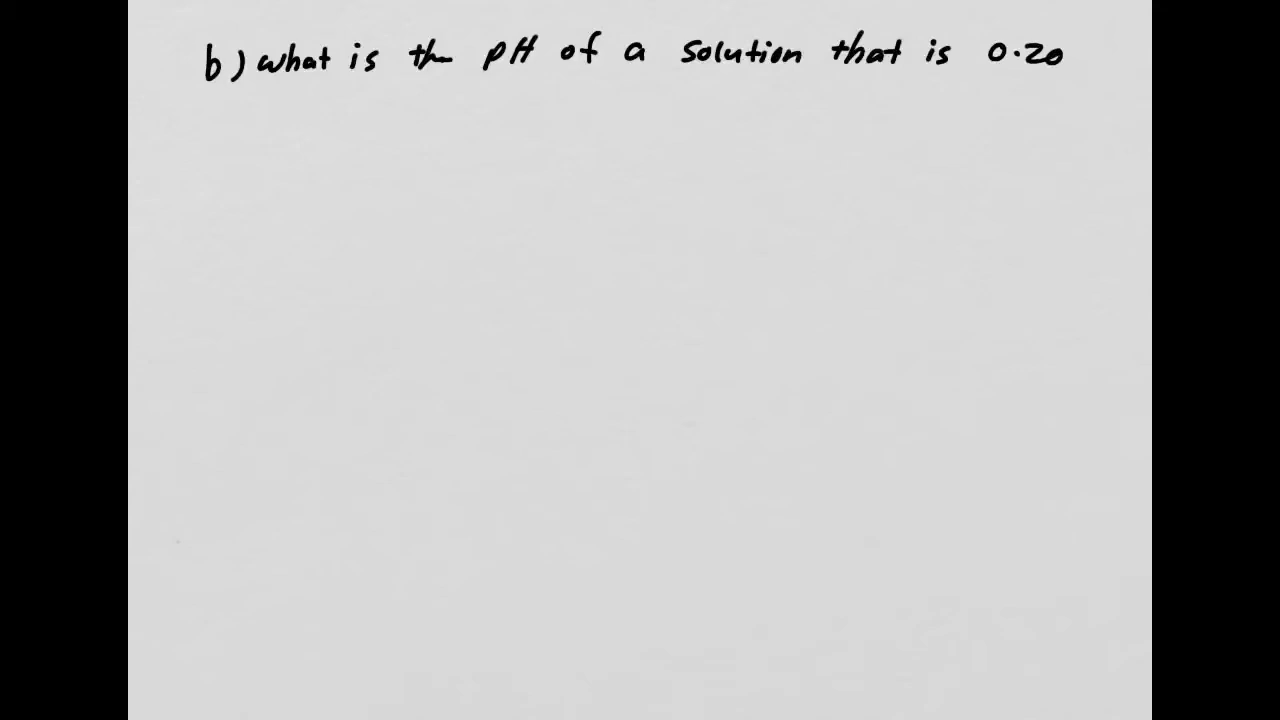 b) what is the pH of a solution that is 0.20